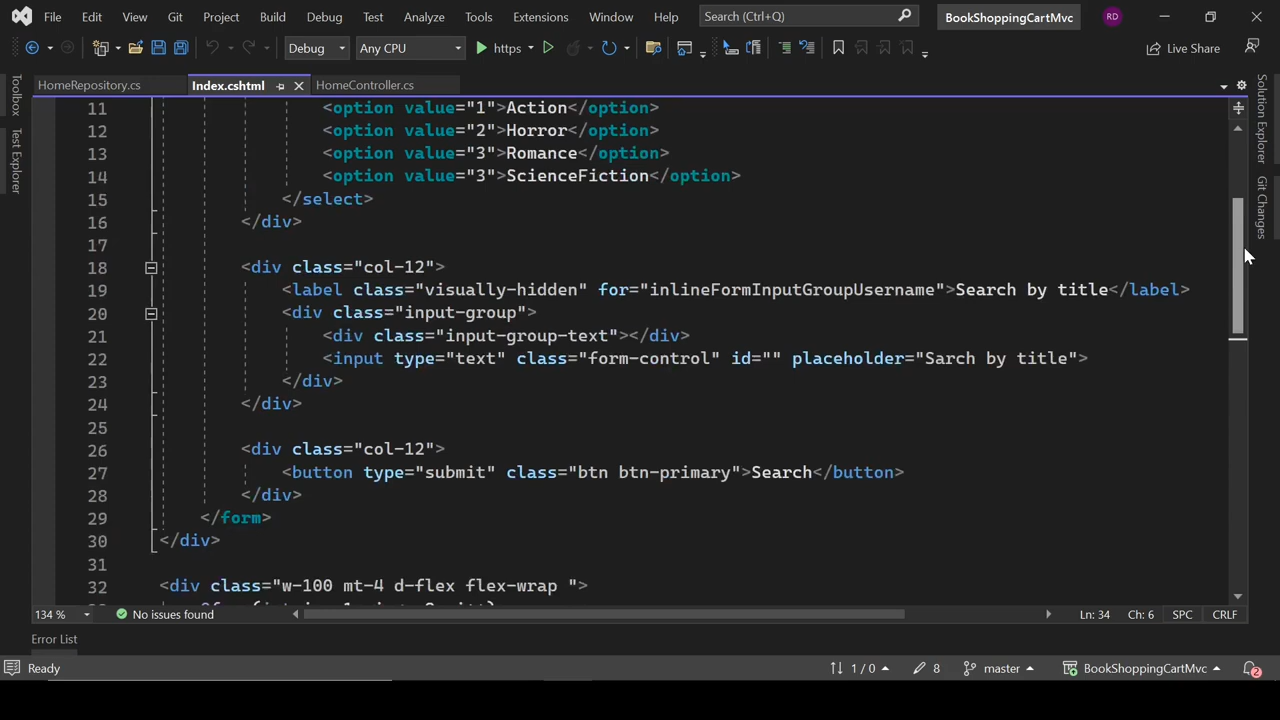 File Edit View Git Project Build Debug Test Analyze Tools Extensions Window Help Search (Ctrl+Q) BookShoppingCartMvc RD
Debug Any CPU https Live Share
HomeRepository.cs Index.cshtml HomeController.cs
Toolbox
Test Explorer
Solution Explorer
Git Changes
11 <option value="1">Action</option>
12 <option value="2">Horror</option>
13 <option value="3">Romance</option>
14 <option value="3">ScienceFiction</option>
15 </select>
16 </div>
17
18 <div class="col-12">
19 <label class="visually-hidden" for="inlineFormInputGroupUsername">Search by title</label>
20 <div class="input-group">
21 <div class="input-group-text"></div>
22 <input type="text" class="form-control" id="" placeholder="Sarch by title">
23 </div>
24 </div>
25
26 <div class="col-12">
27 <button type="submit" class="btn btn-primary">Search</button>
28 </div>
29 </form>
30 </div>
31
32 <div class="w-100 mt-4 d-flex flex-wrap ">
134 % No issues found Ln: 34 Ch: 6 SPC CRLF
Error List
Ready 1 / 0 8 master BookShoppingCartMvc 2